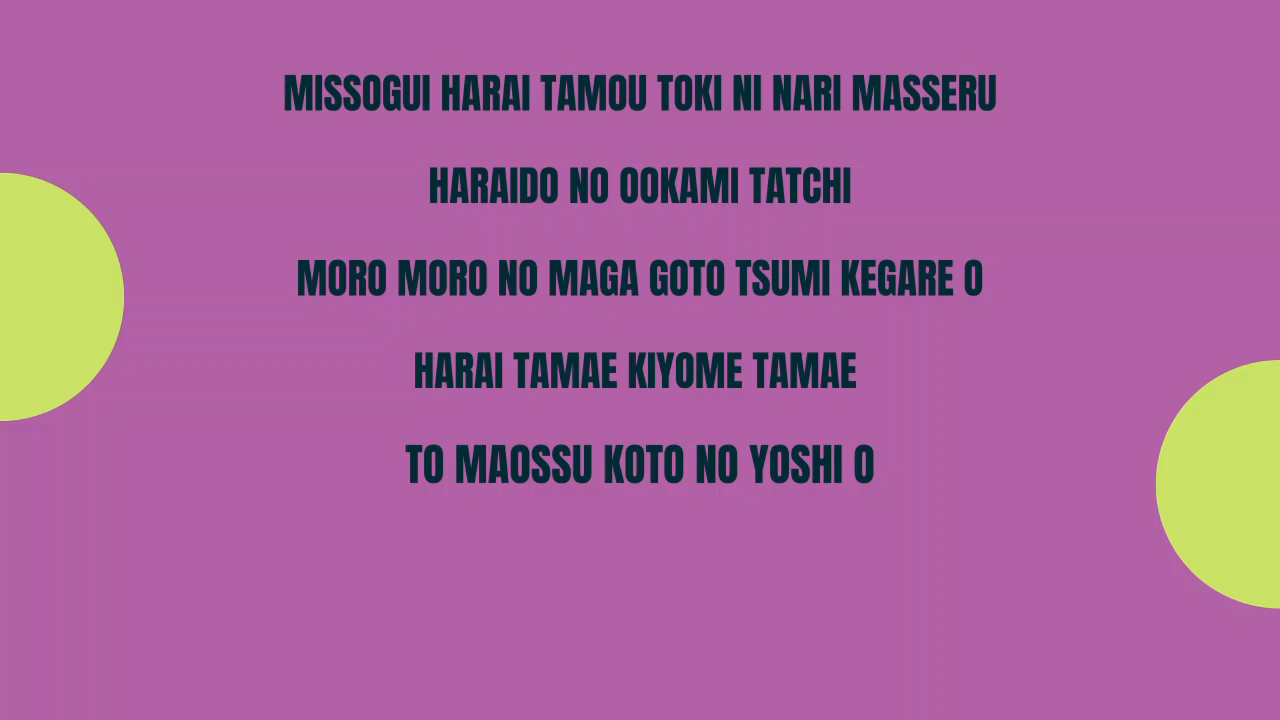 MISSOGUI HARAI TAMOU TOKI NI NARI MASSERU
HARAIDO NO OOKAMI TATCHI
MORO MORO NO MAGA GOTO TSUMI KEGARE O
HARAI TAMAE KIYOME TAMAE
TO MAOSSU KOTO NO YOSHI O